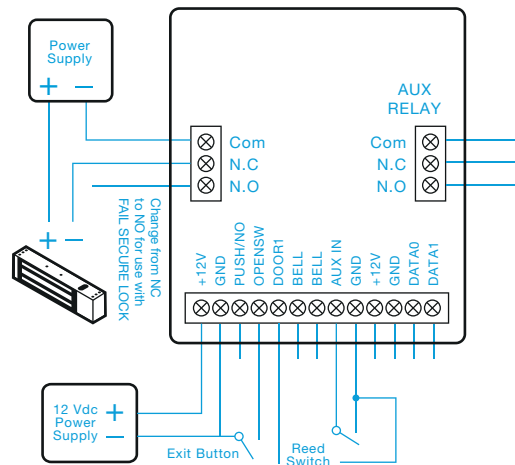 Power
Supply
+ −
AUX
RELAY
Com
N.C
N.O
Com
N.C
N.O
+ −
Change from NC
to NO for use with
FAIL SECURE LOCK
+12V
GND
PUSH/NO
OPENSW
DOOR1
BELL
BELL
AUX IN
GND
+12V
GND
DATA0
DATA1
12 Vdc +
Power
Supply −
Exit Button
Reed
Switch